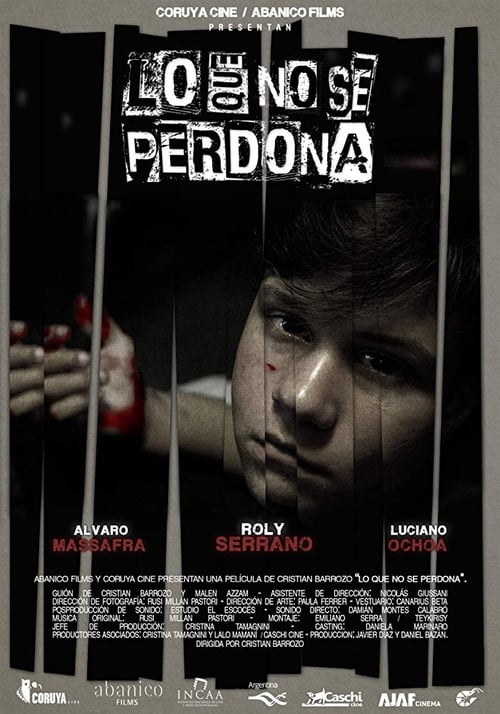 CORUYA CINE / ABANICO FILMS
PRESENTAN
LO QUE NO SE
PERDONA
ALVARO MASSAFRA
ROLY SERRANO
LUCIANO OCHOA
ABANICO FILMS Y CORUYA CINE PRESENTAN UNA PELÍCULA DE CRISTIAN BARROZO "LO QUE NO SE PERDONA".
GUIÓN DE CRISTIAN BARROZO Y MALEN AZZAM - ASISTENTE DE DIRECCIÓN: NICOLÁS GIUSSANI
DIRECCIÓN DE FOTOGRAFÍA: RUSI MILLÁN PASTORI - DIRECCIÓN DE ARTE: PAULA FERRIER - VESTUARIO: CANARIUS BETA
POSPRODUCCIÓN DE SONIDO: ESTUDIO EL ESCOCÉS - SONIDO DIRECTO: DAMIÁN MONTES CALABRO
MÚSICA ORIGINAL: RUSI MILLÁN PASTORI - MONTAJE: EMILIANO SERRA / TEYKIRISY
JEFE DE PRODUCCIÓN: CRISTINA TAMAGNINI - CASTING: DANIELA MARINARO
PRODUCTORES ASOCIADOS: CRISTINA TAMAGNINI Y LALO MAMANI / CASCHI CINE - PRODUCCIÓN: JAVIER DÍAZ Y DANIEL BAZÁN.
DIRIGIDA POR CRISTIAN BARROZO
CORUYA CINE
abanico FILMS
INCAA
Argentina
Caschi cine
AJAF CINEMA